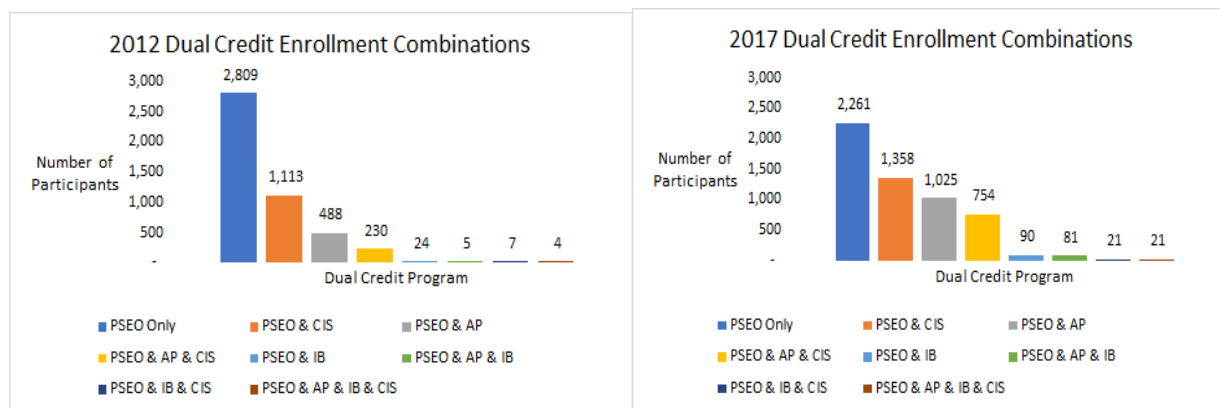 2012 Dual Credit Enrollment Combinations
3,000
2,500
2,000
1,500
1,000
500
-
Number of
Participants
2,809
1,113
488
230
24
5
7
4
Dual Credit Program
PSEO Only
PSEO & CIS
PSEO & AP
PSEO & AP & CIS
PSEO & IB
PSEO & AP & IB
PSEO & IB & CIS
PSEO & AP & IB & CIS
2017 Dual Credit Enrollment Combinations
3,000
2,500
2,000
1,500
1,000
500
-
Number of
Participants
2,261
1,358
1,025
754
90
81
21
21
Dual Credit Program
PSEO Only
PSEO & CIS
PSEO & AP
PSEO & AP & CIS
PSEO & IB
PSEO & AP & IB
PSEO & IB & CIS
PSEO & AP & IB & CIS